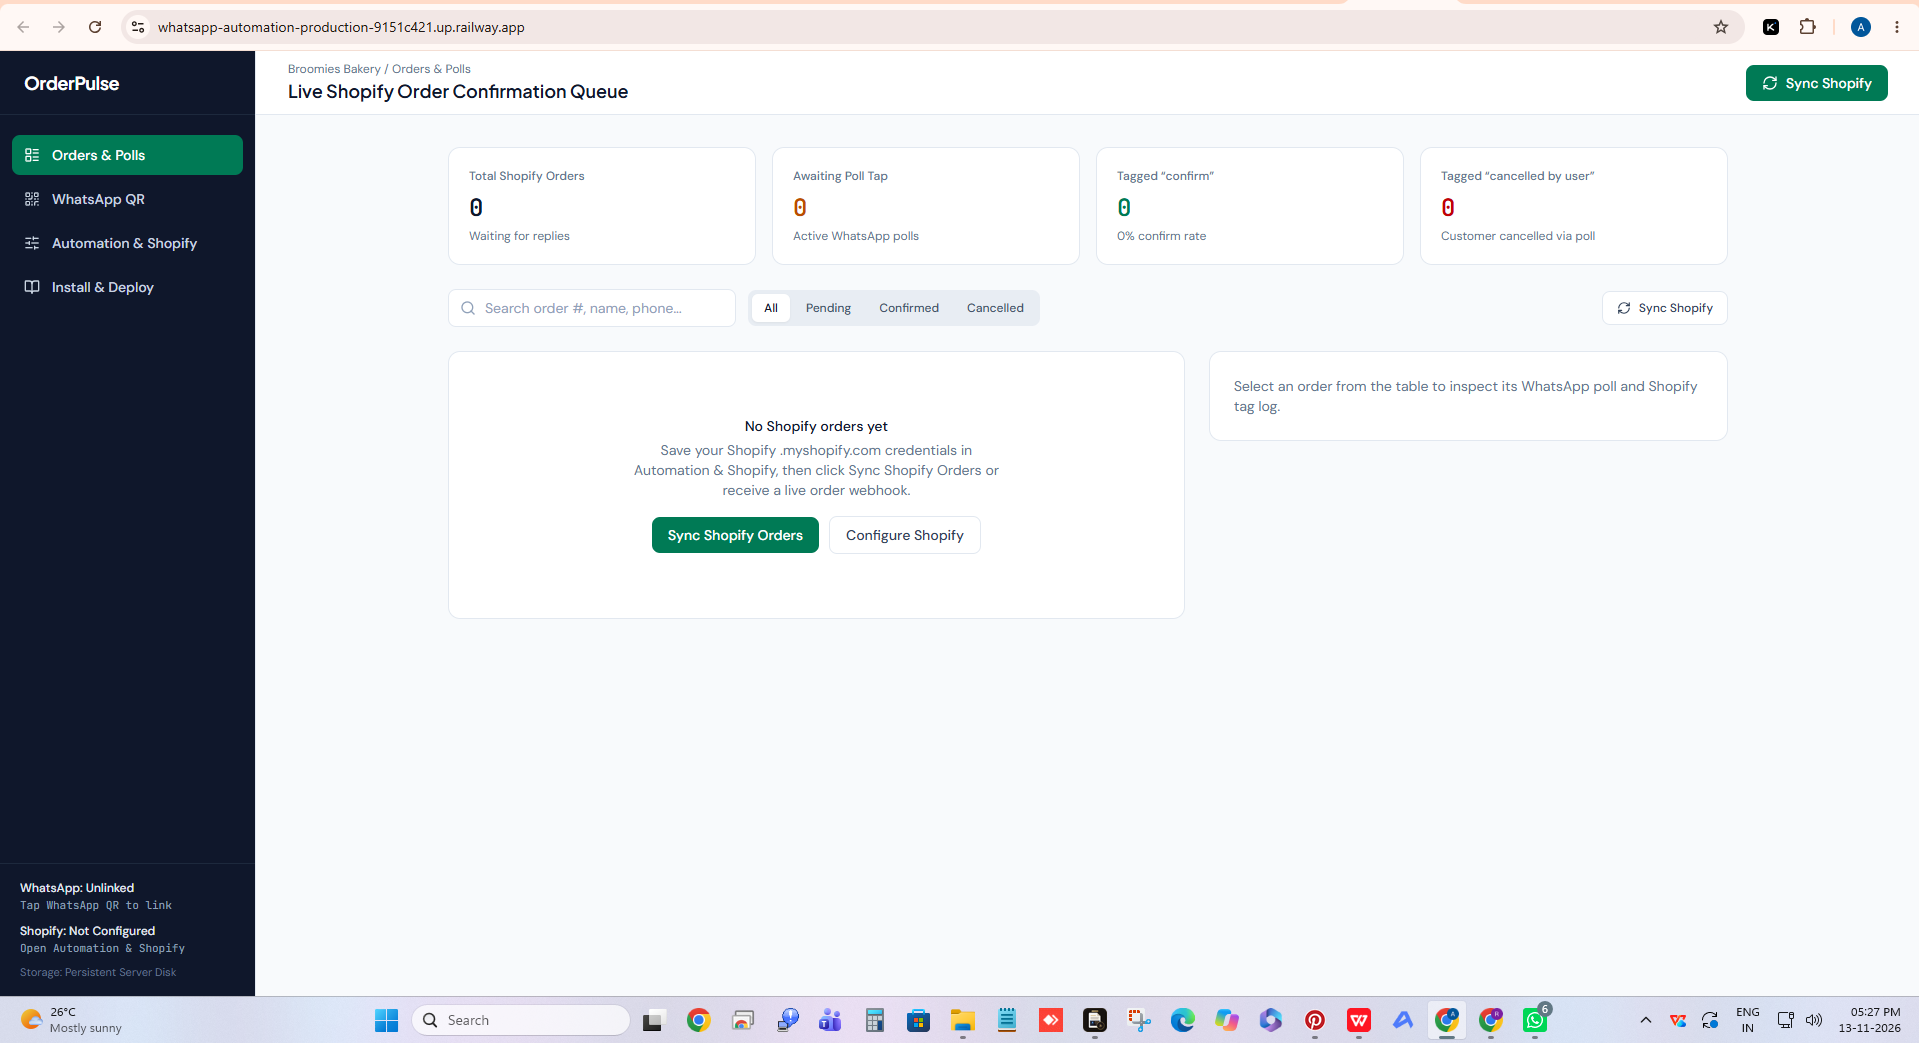 whatsapp-automation-production-9151c421.up.railway.app
K
A
OrderPulse
Orders & Polls
WhatsApp QR
Automation & Shopify
Install & Deploy
WhatsApp: Unlinked
Tap WhatsApp QR to link
Shopify: Not Configured
Open Automation & Shopify
Storage: Persistent Server Disk
Broomies Bakery / Orders & Polls
Live Shopify Order Confirmation Queue
Sync Shopify
Total Shopify Orders
0
Waiting for replies
Awaiting Poll Tap
0
Active WhatsApp polls
Tagged “confirm”
0
0% confirm rate
Tagged “cancelled by user”
0
Customer cancelled via poll
Search order #, name, phone...
All
Pending
Confirmed
Cancelled
Sync Shopify
No Shopify orders yet
Save your Shopify .myshopify.com credentials in
Automation & Shopify, then click Sync Shopify Orders or
receive a live order webhook.
Sync Shopify Orders
Configure Shopify
Select an order from the table to inspect its WhatsApp poll and Shopify
tag log.
26°C
Mostly sunny
Search
6
ENG
IN
05:27 PM
13-11-2026